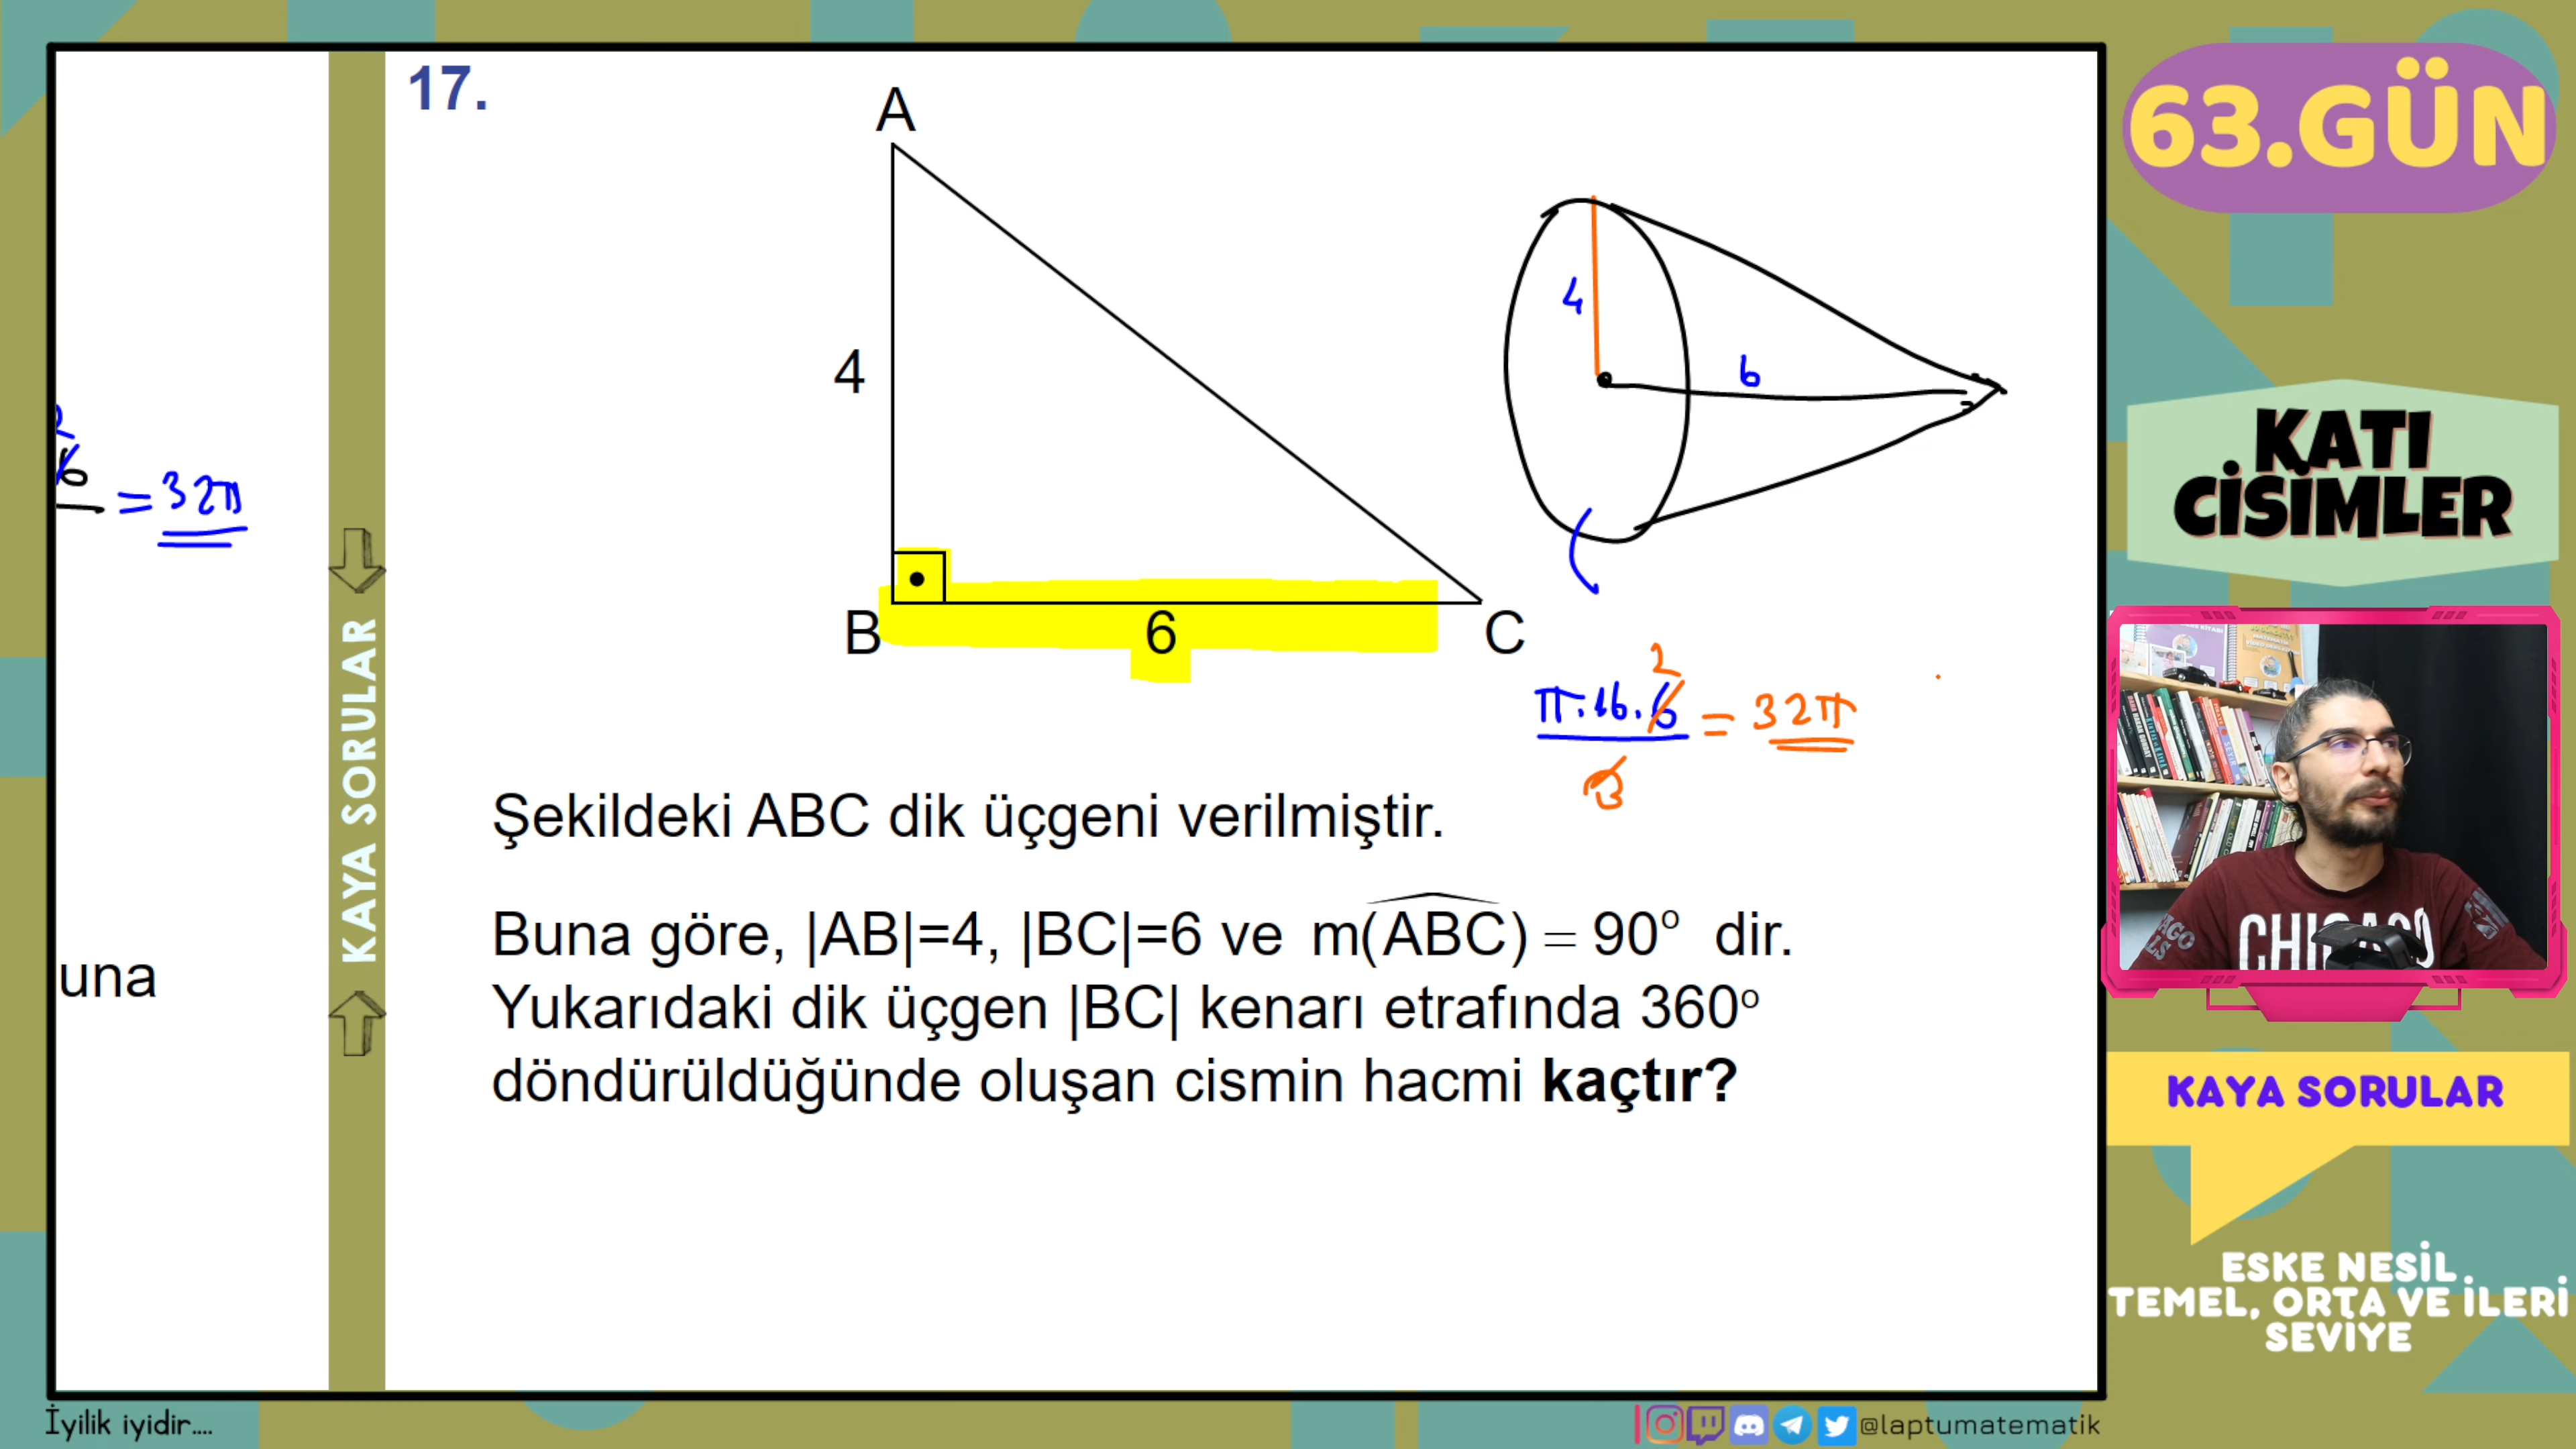 17.
A
4
B
6
C
4
6
π.16.6 = 32π
2
3
6
= 32π
KAYA SORULAR
una
Şekildeki ABC dik üçgeni verilmiştir.
Buna göre, |AB|=4, |BC|=6 ve m(ABC) = 90° dir.
Yukarıdaki dik üçgen |BC| kenarı etrafında 360°
döndürüldüğünde oluşan cismin hacmi kaçtır?
63.GÜN
KATI
CİSİMLER
CHICAGO
KAYA SORULAR
ESKE NESİL
TEMEL, ORTA VE İLERİ
SEVİYE
İyilik iyidir....
@laptumatematik